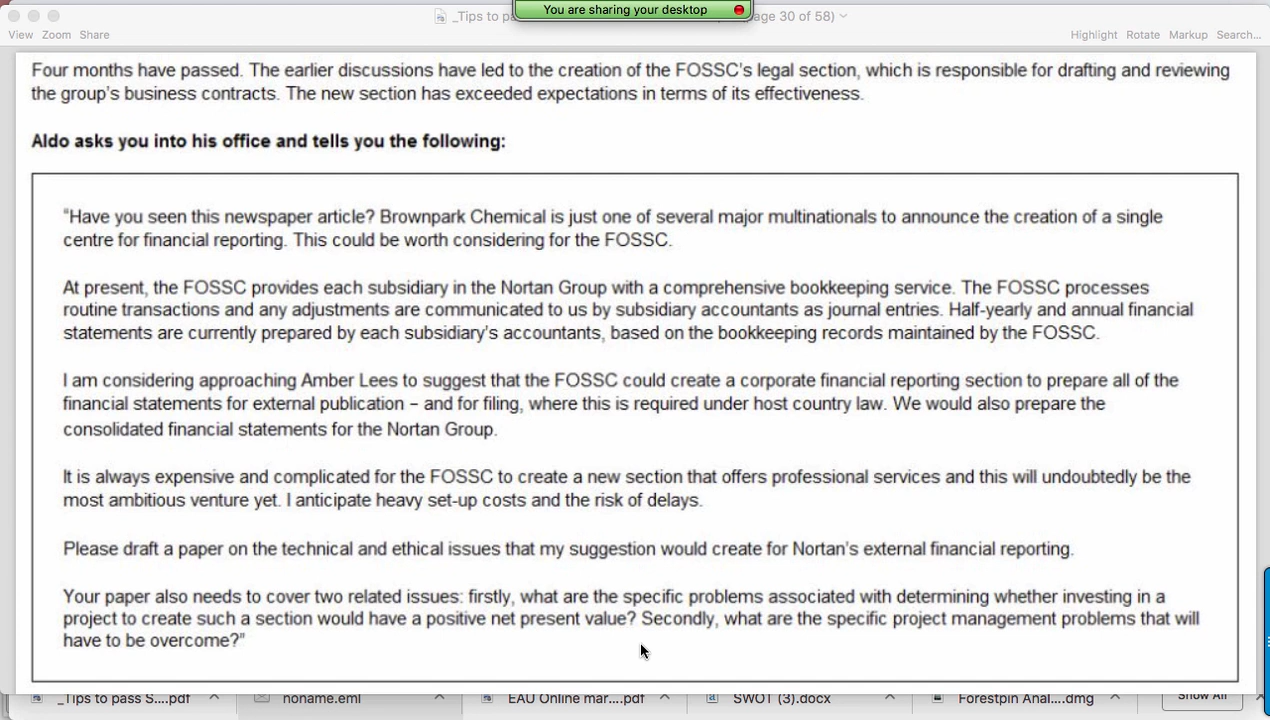 You are sharing your desktop
_Tips to pa
age 30 of 58)
View Zoom Share
Highlight Rotate Markup Search...
Four months have passed. The earlier discussions have led to the creation of the FOSSC's legal section, which is responsible for drafting and reviewing
the group's business contracts. The new section has exceeded expectations in terms of its effectiveness.
Aldo asks you into his office and tells you the following:
"Have you seen this newspaper article? Brownpark Chemical is just one of several major multinationals to announce the creation of a single
centre for financial reporting. This could be worth considering for the FOSSC.
At present, the FOSSC provides each subsidiary in the Nortan Group with a comprehensive bookkeeping service. The FOSSC processes
routine transactions and any adjustments are communicated to us by subsidiary accountants as journal entries. Half-yearly and annual financial
statements are currently prepared by each subsidiary's accountants, based on the bookkeeping records maintained by the FOSSC.
I am considering approaching Amber Lees to suggest that the FOSSC could create a corporate financial reporting section to prepare all of the
financial statements for external publication – and for filing, where this is required under host country law. We would also prepare the
consolidated financial statements for the Nortan Group.
It is always expensive and complicated for the FOSSC to create a new section that offers professional services and this will undoubtedly be the
most ambitious venture yet. I anticipate heavy set-up costs and the risk of delays.
Please draft a paper on the technical and ethical issues that my suggestion would create for Nortan's external financial reporting.
Your paper also needs to cover two related issues: firstly, what are the specific problems associated with determining whether investing in a
project to create such a section would have a positive net present value? Secondly, what are the specific project management problems that will
have to be overcome?"
_Tips to pass S....pdf
noname.eml
EAU Online mar....pdf
SWOT (3).docx
Forestpin Anal....dmg
Show All